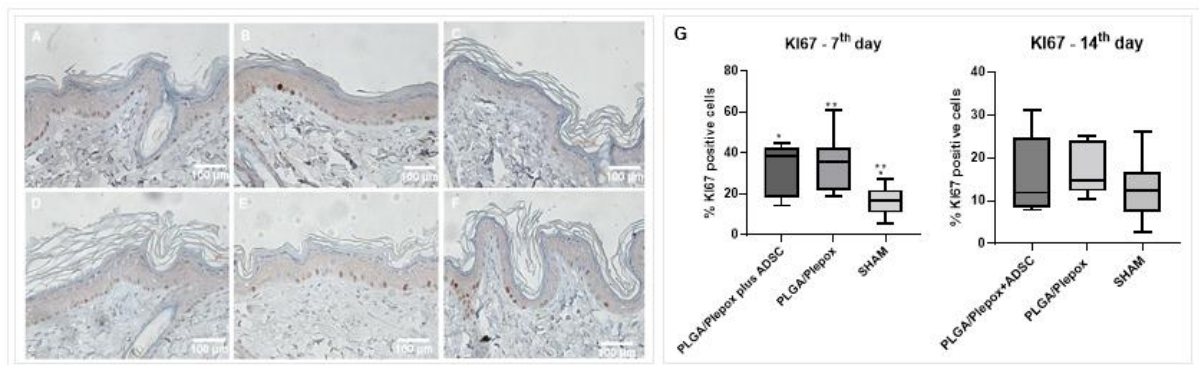 A
B
C
100 µm
100 µm
100 µm
D
E
F
100 µm
100 µm
100 µm
G
KI67 - 7th day
% KI67 positive cells
80
60
40
20
0
*
**
**
*
PLGA/Plepox plus ADSC
PLGA/Plepox
SHAM
KI67 - 14th day
% KI67 positive cells
40
30
20
10
0
PLGA/Plepox+ADSC
PLGA/Plepox
SHAM